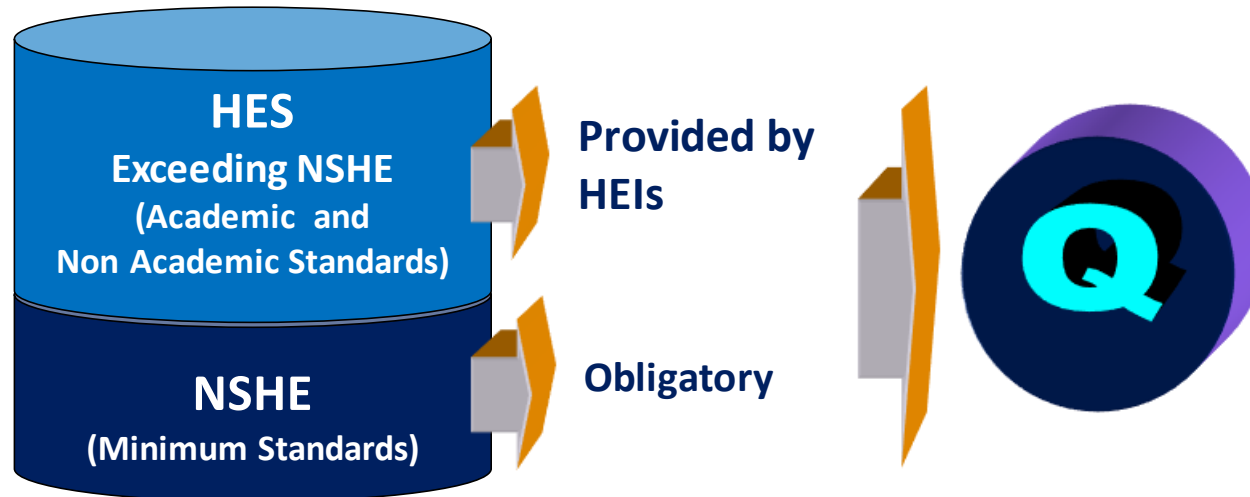 HES
Exceeding NSHE
(Academic and
Non Academic Standards)
Provided by
HEIs
NSHE
(Minimum Standards)
Obligatory
Q